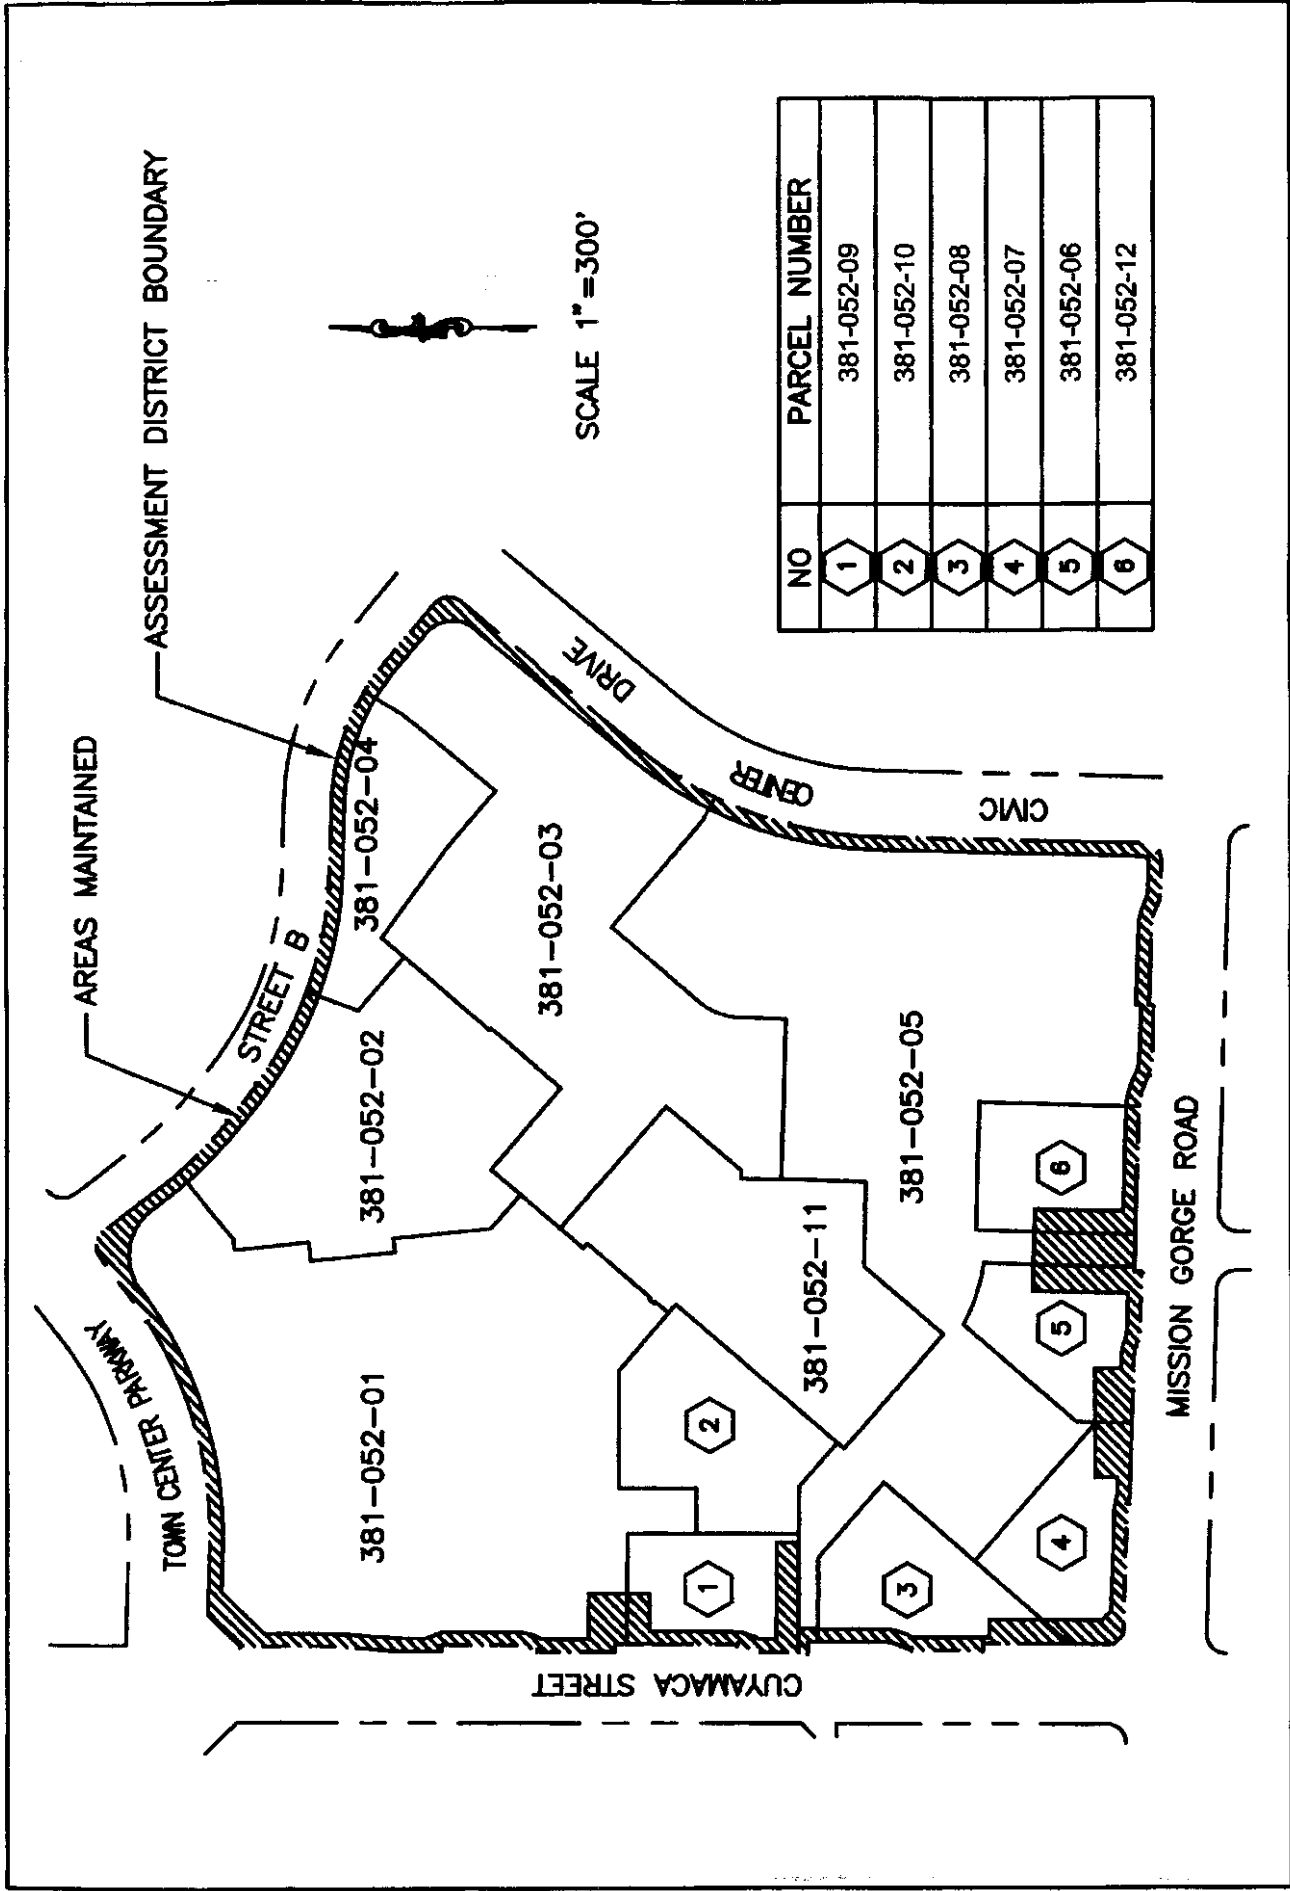 AREAS MAINTAINED
ASSESSMENT DISTRICT BOUNDARY
TOWN CENTER PARKWAY
STREET B
381-052-04
381-052-02
381-052-01
381-052-03
381-052-11
381-052-05
CIVIC CENTER DRIVE
CUYAMACA STREET
MISSION GORGE ROAD
1
2
3
4
5
6
SCALE 1"=300'
NO PARCEL NUMBER
1 381-052-09
2 381-052-10
3 381-052-08
4 381-052-07
5 381-052-06
6 381-052-12